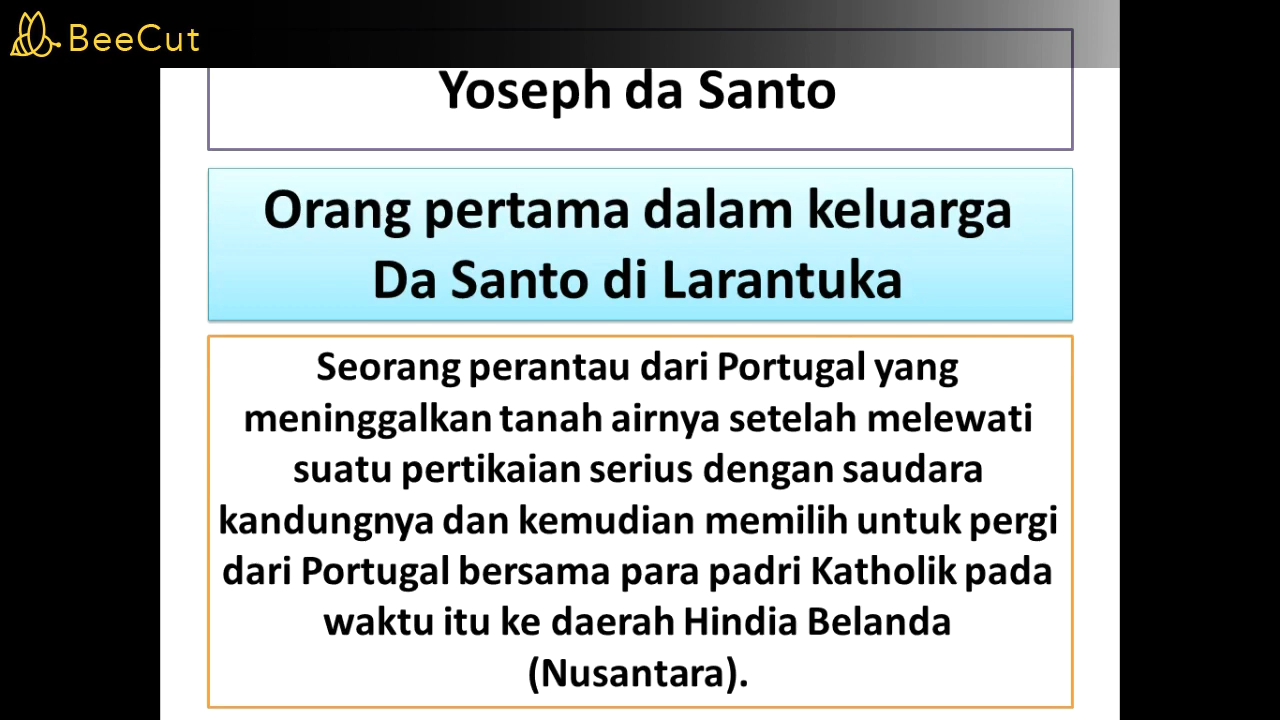 BeeCut
Yoseph da Santo
Orang pertama dalam keluarga
Da Santo di Larantuka
Seorang perantau dari Portugal yang
meninggalkan tanah airnya setelah melewati
suatu pertikaian serius dengan saudara
kandungnya dan kemudian memilih untuk pergi
dari Portugal bersama para padri Katholik pada
waktu itu ke daerah Hindia Belanda
(Nusantara).